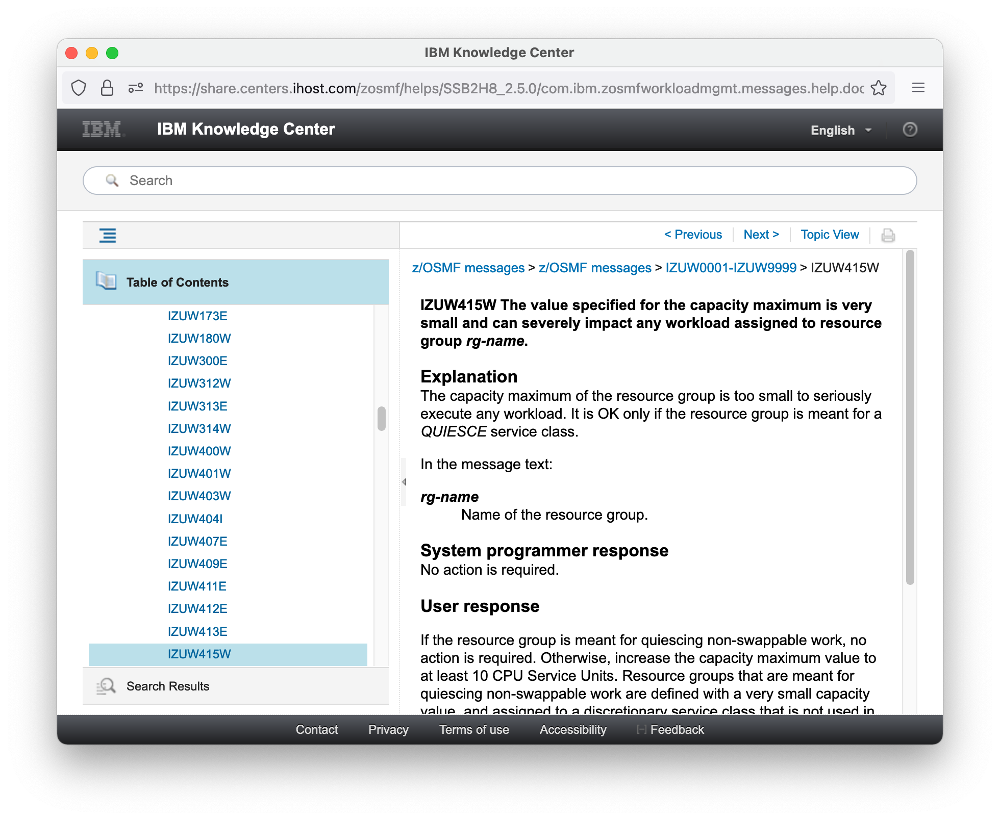 IBM Knowledge Center
https://share.centers.ihost.com/zosmf/helps/SSB2H8_2.5.0/com.ibm.zosmfworkloadmgmt.messages.help.doc
IBM.
IBM Knowledge Center
English
?
Search
< Previous
Next >
Topic View
Table of Contents
IZUW173E
IZUW180W
IZUW300E
IZUW312W
IZUW313E
IZUW314W
IZUW400W
IZUW401W
IZUW403W
IZUW404I
IZUW407E
IZUW409E
IZUW411E
IZUW412E
IZUW413E
IZUW415W
Search Results
z/OSMF messages > z/OSMF messages > IZUW0001-IZUW9999 > IZUW415W
IZUW415W The value specified for the capacity maximum is very
small and can severely impact any workload assigned to resource
group rg-name.
Explanation
The capacity maximum of the resource group is too small to seriously
execute any workload. It is OK only if the resource group is meant for a
QUIESCE service class.
In the message text:
rg-name
Name of the resource group.
System programmer response
No action is required.
User response
If the resource group is meant for quiescing non-swappable work, no
action is required. Otherwise, increase the capacity maximum value to
at least 10 CPU Service Units. Resource groups that are meant for
quiescing non-swappable work are defined with a very small capacity
value, and assigned to a discretionary service class that is not used in
Contact
Privacy
Terms of use
Accessibility
[-] Feedback